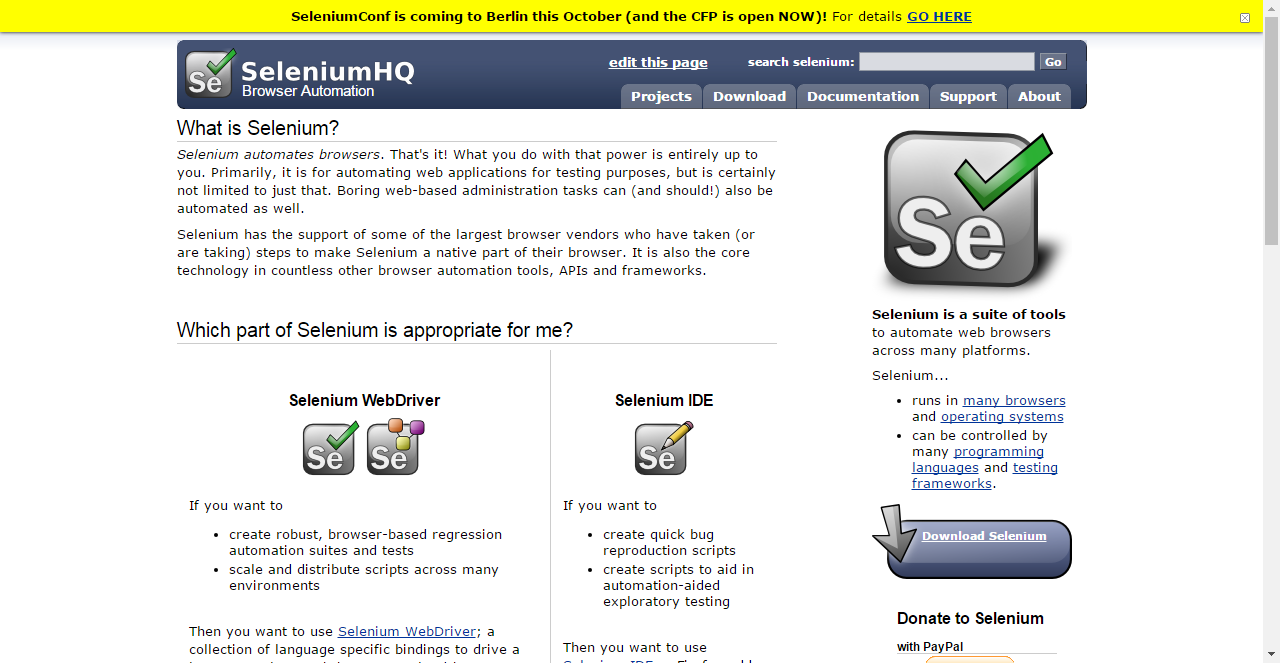 SeleniumConf is coming to Berlin this October (and the CFP is open NOW)! For details GO HERE
Se SeleniumHQ
Browser Automation
edit this page search selenium: Go
Projects Download Documentation Support About
What is Selenium?
Selenium automates browsers. That's it! What you do with that power is entirely up to
you. Primarily, it is for automating web applications for testing purposes, but is certainly
not limited to just that. Boring web-based administration tasks can (and should!) also be
automated as well.
Selenium has the support of some of the largest browser vendors who have taken (or
are taking) steps to make Selenium a native part of their browser. It is also the core
technology in countless other browser automation tools, APIs and frameworks.
Which part of Selenium is appropriate for me?
Selenium WebDriver
Se Se
If you want to
• create robust, browser-based regression
automation suites and tests
• scale and distribute scripts across many
environments
Then you want to use Selenium WebDriver; a
collection of language specific bindings to drive a
Selenium IDE
Se
If you want to
• create quick bug
reproduction scripts
• create scripts to aid in
automation-aided
exploratory testing
Then you want to use
Se
Selenium is a suite of tools
to automate web browsers
across many platforms.
Selenium...
• runs in many browsers
and operating systems
• can be controlled by
many programming
languages and testing
frameworks.
Download Selenium
Donate to Selenium
with PayPal